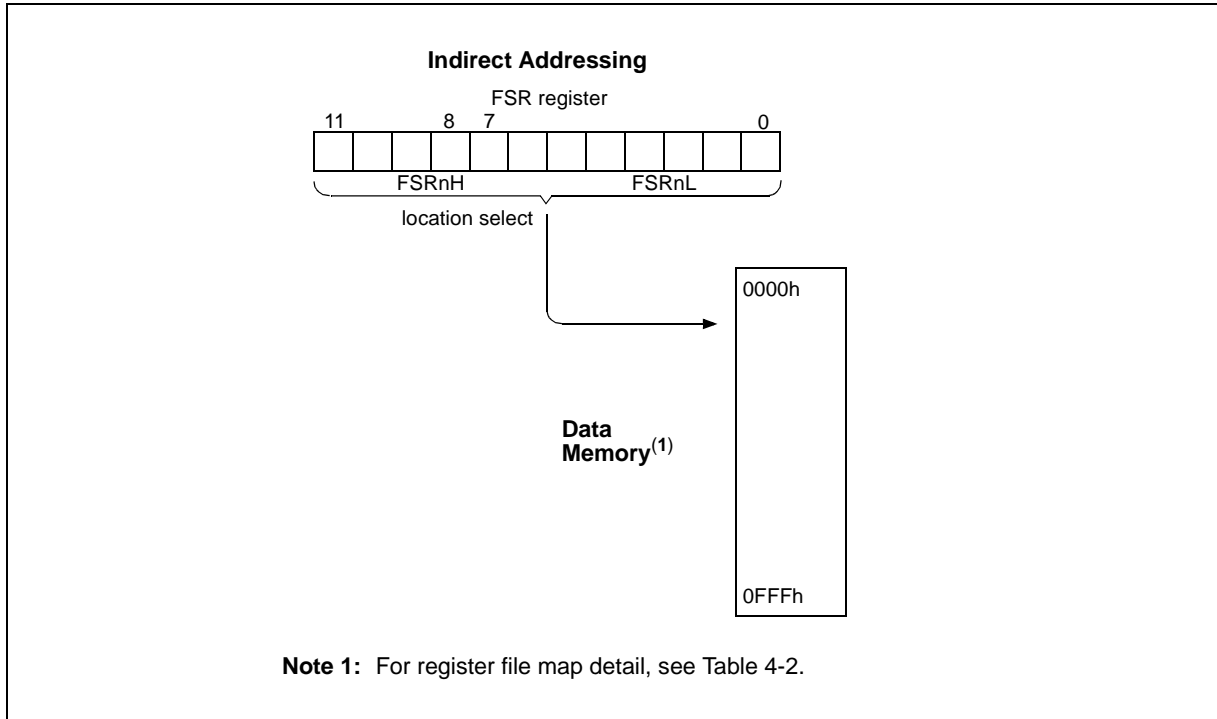 Indirect Addressing
FSR register
11 8 7 0
FSRnH FSRnL
location select
0000h
Data
Memory(1)
0FFFh
Note 1: For register file map detail, see Table 4-2.